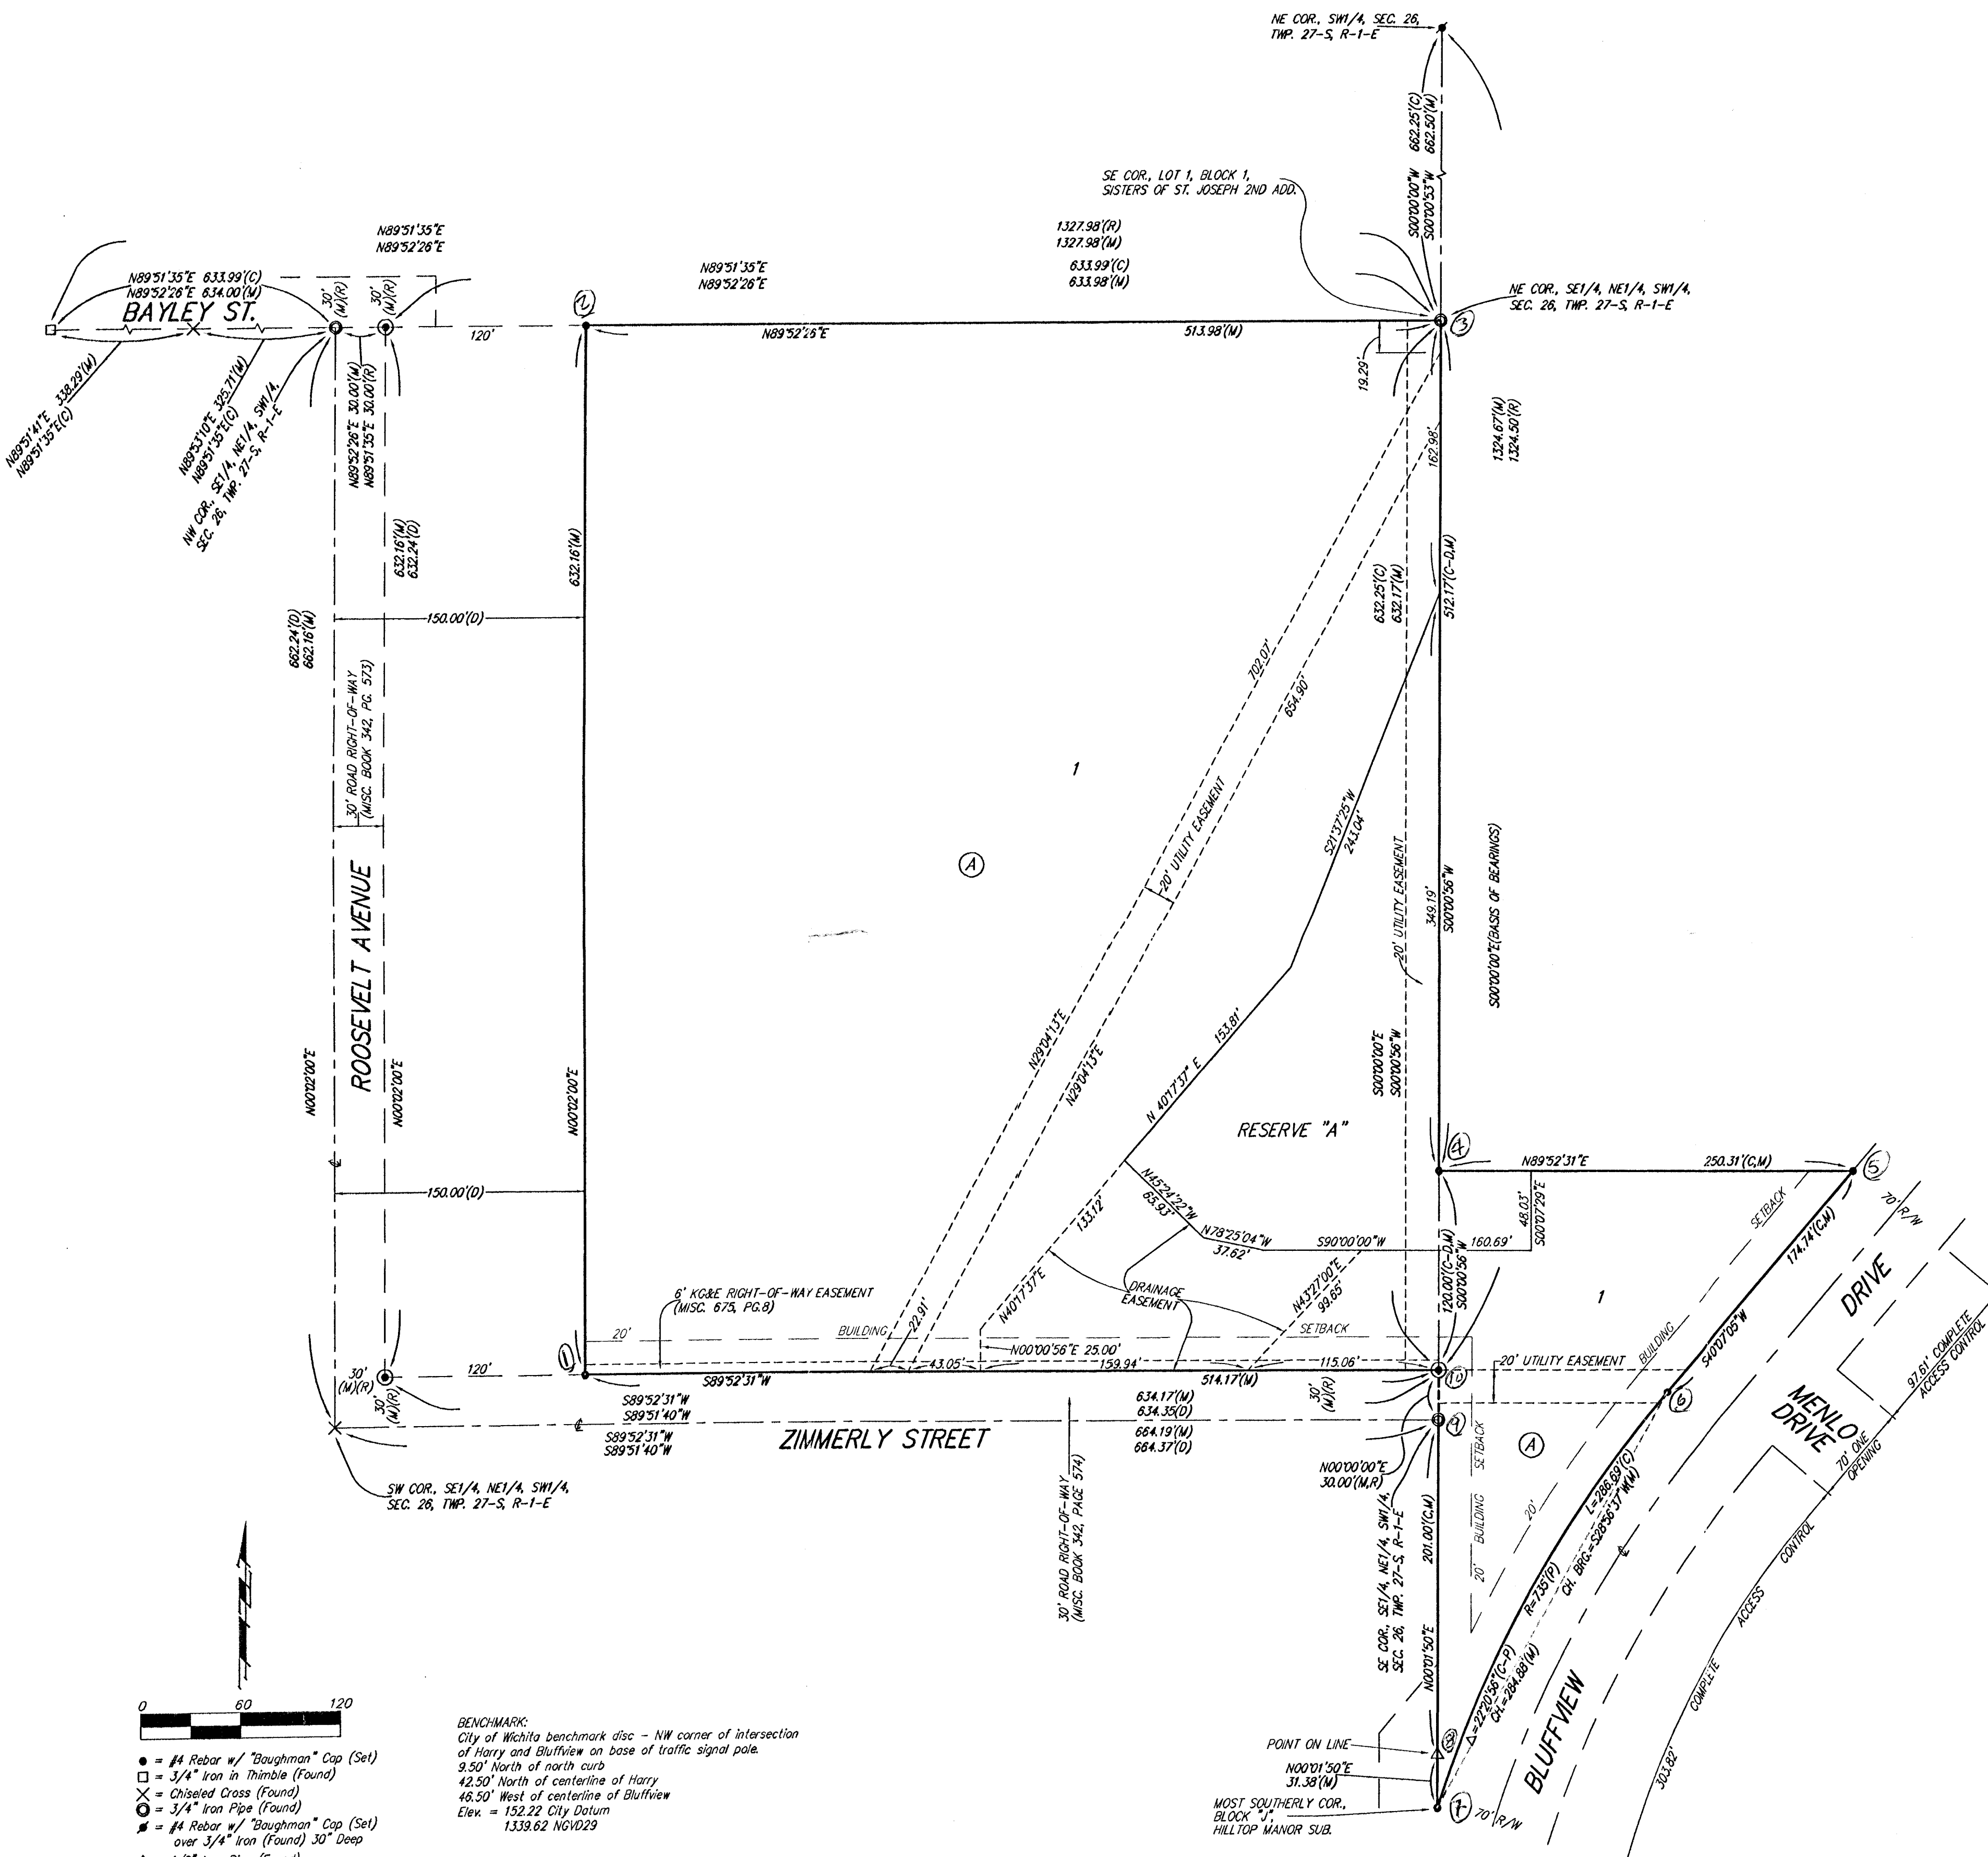 NE COR., SW1/4, SEC. 26,
TWP. 27-S, R-1-E
662.25'(C)
662.50'(M)
S00°00'00"W
S00°00'53"W
SE COR., LOT 1, BLOCK 1,
SISTERS OF ST. JOSEPH 2ND ADD.
N89°51'35"E
N89°52'26"E
1327.98'(R)
1327.98'(M)
N89°51'35"E
N89°52'26"E
633.99'(C)
633.98'(M)
N89°51'35"E 633.99'(C)
N89°52'26"E 634.00'(M)
BAYLEY ST.
30'
(M)(R)
30'
(M)(R)
120'
2
N89°52'26"E
513.98'(M)
3
NE COR., SE1/4, NE1/4, SW1/4,
SEC. 26, TWP. 27-S, R-1-E
N89°51'41"E 338.29'(M)
N89°51'35"E(C)
N89°53'10"E 325.71'(M)
N89°51'35"E(C)
NW COR., SE1/4, NE1/4, SW1/4,
SEC. 26, TWP. 27-S, R-1-E
N89°52'26"E 30.00'(M)
N89°51'35"E 30.00'(R)
19.29'
162.98'
1324.67'(M)
1324.50'(R)
632.16'(M)
632.24'(D)
632.16'(M)
632.25'(C)
632.17'(M)
512.17'(C-D,M)
662.24'(D)
662.16'(M)
150.00'(D)
30' ROAD RIGHT-OF-WAY
(MISC. BOOK 342, PG. 573)
702.07'
654.90'
1
20' UTILITY EASEMENT
S21°37'25"W
243.04'
A
ROOSEVELT AVENUE
20' UTILITY EASEMENT
349.19'
S00°00'56"W
S00°00'00"E(BASIS OF BEARINGS)
N00°02'00"E
N00°02'00"E
N00°02'00"E
N29°04'13"E
N29°04'13"E
153.81'
N 40°17'37" E
S00°00'00"E
S00°00'56"W
RESERVE "A"
4
N89°52'31"E
250.31'(C,M)
5
150.00'(D)
133.12'
N45°24'22"W
65.93'
N78°25'04"W
37.62'
S90°00'00"W
160.69'
48.03'
S00°07'29"E
SETBACK
174.74'(C,M)
70' R/W
6' KG&E RIGHT-OF-WAY EASEMENT
(MISC. 675, PG.8)
N40°17'37"E
DRAINAGE
EASEMENT
N43°27'00"E
99.65'
120.00'(C-D,M)
S00°00'56"W
1
DRIVE
20'
BUILDING
22.91'
SETBACK
BUILDING
S40°07'05"W
97.61' COMPLETE
ACCESS CONTROL
1
N00°00'56"E 25.00'
20' UTILITY EASEMENT
30'
(M)(R)
30'
(M)(R)
120'
43.05'
159.94'
115.06'
10
S89°52'31"W
514.17'(M)
S89°52'31"W
S89°51'40"W
634.17'(M)
634.35'(D)
30'
(M)(R)
6
MENLO
DRIVE
S89°52'31"W
S89°51'40"W
ZIMMERLY STREET
664.19'(M)
664.37'(D)
9
SETBACK
A
70' ONE
OPENING
SW COR., SE1/4, NE1/4, SW1/4,
SEC. 26, TWP. 27-S, R-1-E
30' ROAD RIGHT-OF-WAY
(MISC. BOOK 342, PAGE 574)
N00°00'00"E
30.00'(M,R)
SE COR., SE1/4, NE1/4, SW1/4,
SEC. 26, TWP. 27-S, R-1-E
201.00'(C,M)
20' BUILDING
20'
L=286.69'(C)
CH. BRG.=S28°56'37"W(M)
R=735'(P)
CONTROL
ACCESS
COMPLETE
N00°01'50"E
Δ=22°20'56"(C-P)
CH.=284.88'(M)
BLUFFVIEW
303.82'
0 60 120
POINT ON LINE
8
N00°01'50"E
31.38'(M)
MOST SOUTHERLY COR.,
BLOCK "J",
HILLTOP MANOR SUB.
7
70' R/W
BENCHMARK:
City of Wichita benchmark disc - NW corner of intersection
of Harry and Bluffview on base of traffic signal pole.
9.50' North of north curb
42.50' North of centerline of Harry
46.50' West of centerline of Bluffview
Elev. = 152.22 City Datum
1339.62 NGVD29
= #4 Rebar w/ "Baughman" Cap (Set)
= 3/4" Iron in Thimble (Found)
= Chiseled Cross (Found)
= 3/4" Iron Pipe (Found)
= #4 Rebar w/ "Baughman" Cap (Set)
over 3/4" Iron (Found) 30" Deep